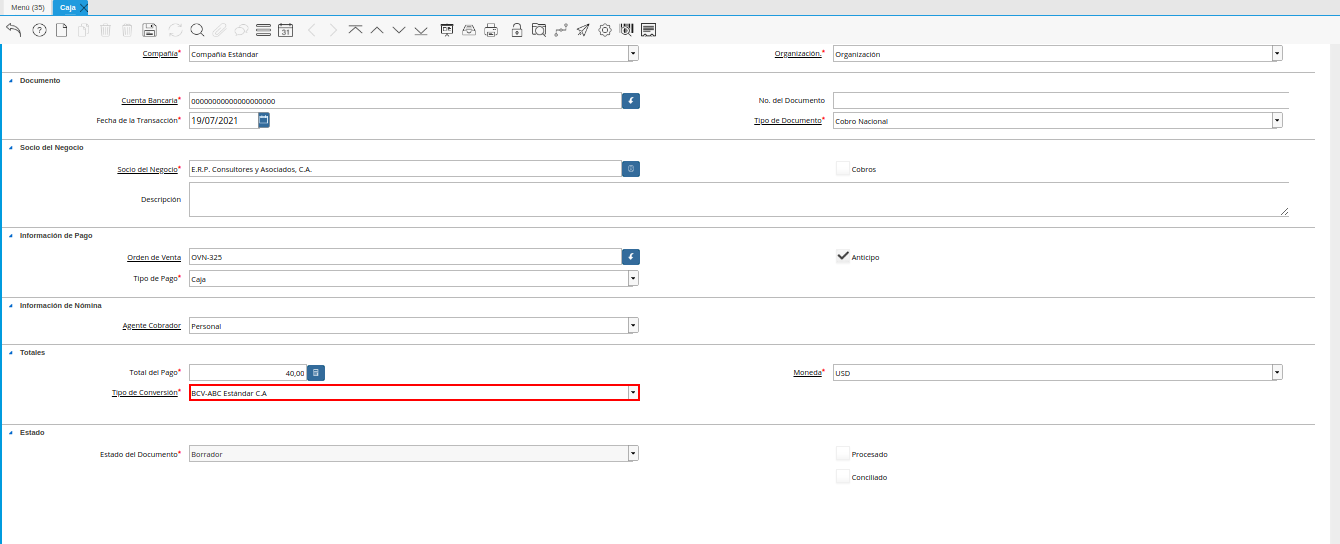 Menú (35) Caja
31
Compañía* Compañía Estándar Organización.* Organización
Documento
Cuenta Bancaria* 00000000000000000000 No. del Documento
Fecha de la Transacción* 19/07/2021 Tipo de Documento* Cobro Nacional
Socio del Negocio
Socio del Negocio* E.R.P. Consultores y Asociados, C.A. Cobros
Descripción
Información de Pago
Orden de Venta OVN-325 Anticipo
Tipo de Pago* Caja
Información de Nómina
Agente Cobrador Personal
Totales
Total del Pago* 40,00 Moneda* USD
Tipo de Conversión* BCV-ABC Estándar C.A
Estado
Estado del Documento* Borrador Procesado
Conciliado